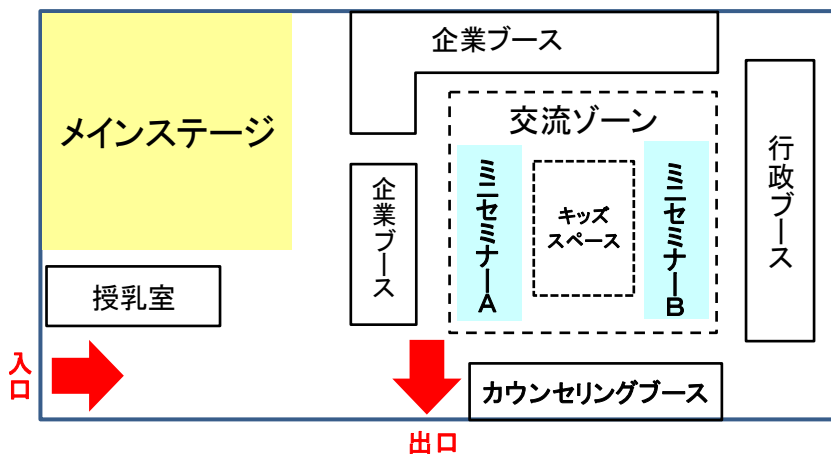 企業ブース
メインステージ
交流ゾーン
行政ブース
企業ブース
ミニセミナーA
キッズ
スペース
ミニセミナーB
授乳室
入口
カウンセリングブース
出口